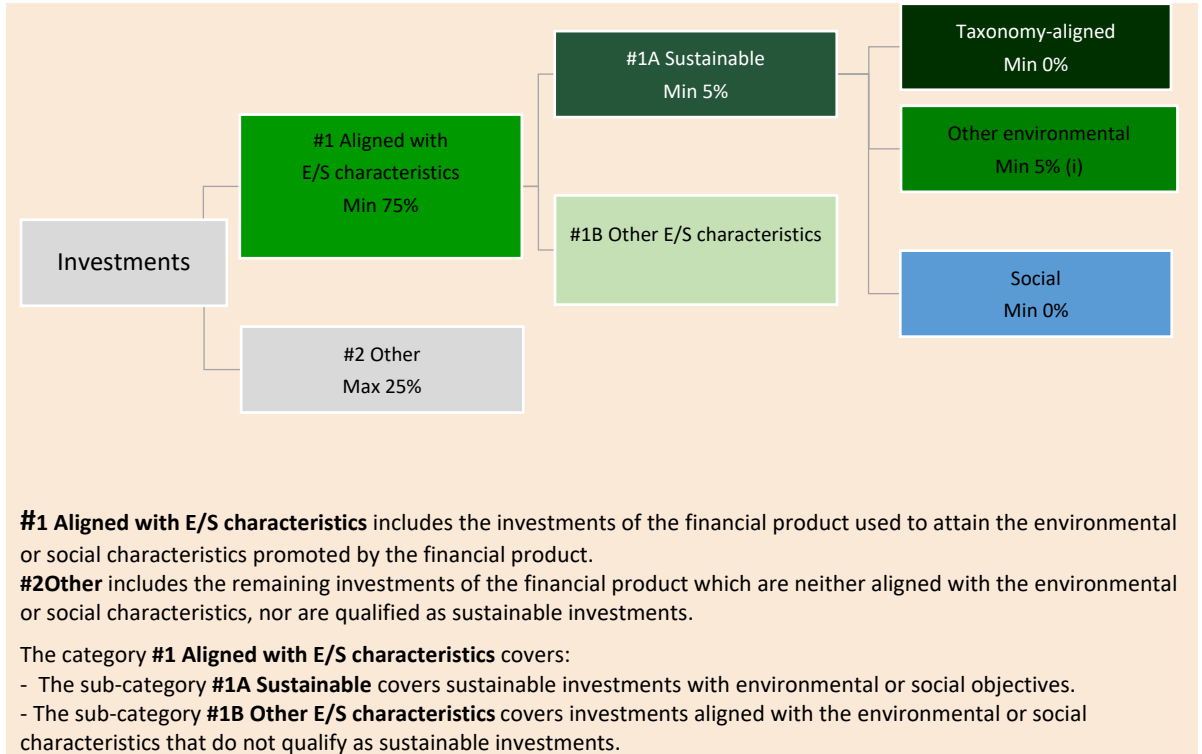 Taxonomy-aligned
Min 0%
#1A Sustainable
Min 5%
Other environmental
Min 5% (i)
#1 Aligned with
E/S characteristics
Min 75%
#1B Other E/S characteristics
Investments
Social
Min 0%
#2 Other
Max 25%
#1 Aligned with E/S characteristics includes the investments of the financial product used to attain the environmental
or social characteristics promoted by the financial product.
#2Other includes the remaining investments of the financial product which are neither aligned with the environmental
or social characteristics, nor are qualified as sustainable investments.
The category #1 Aligned with E/S characteristics covers:
- The sub-category #1A Sustainable covers sustainable investments with environmental or social objectives.
- The sub-category #1B Other E/S characteristics covers investments aligned with the environmental or social
characteristics that do not qualify as sustainable investments.